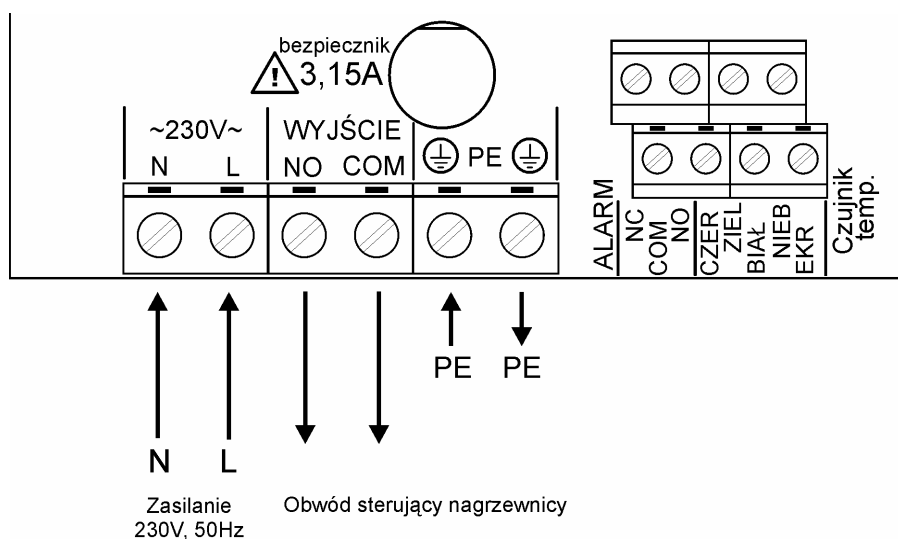 bezpiecznik
3,15A
~230V~
WYJŚCIE
N
L
NO
COM
PE
ALARM
NC
COM
NO
CZER
ZIEL
BIAŁ
NIEB
EKR
Czujnik
temp.
PE
PE
N
L
Zasilanie
230V, 50Hz
Obwód sterujący nagrzewnicy